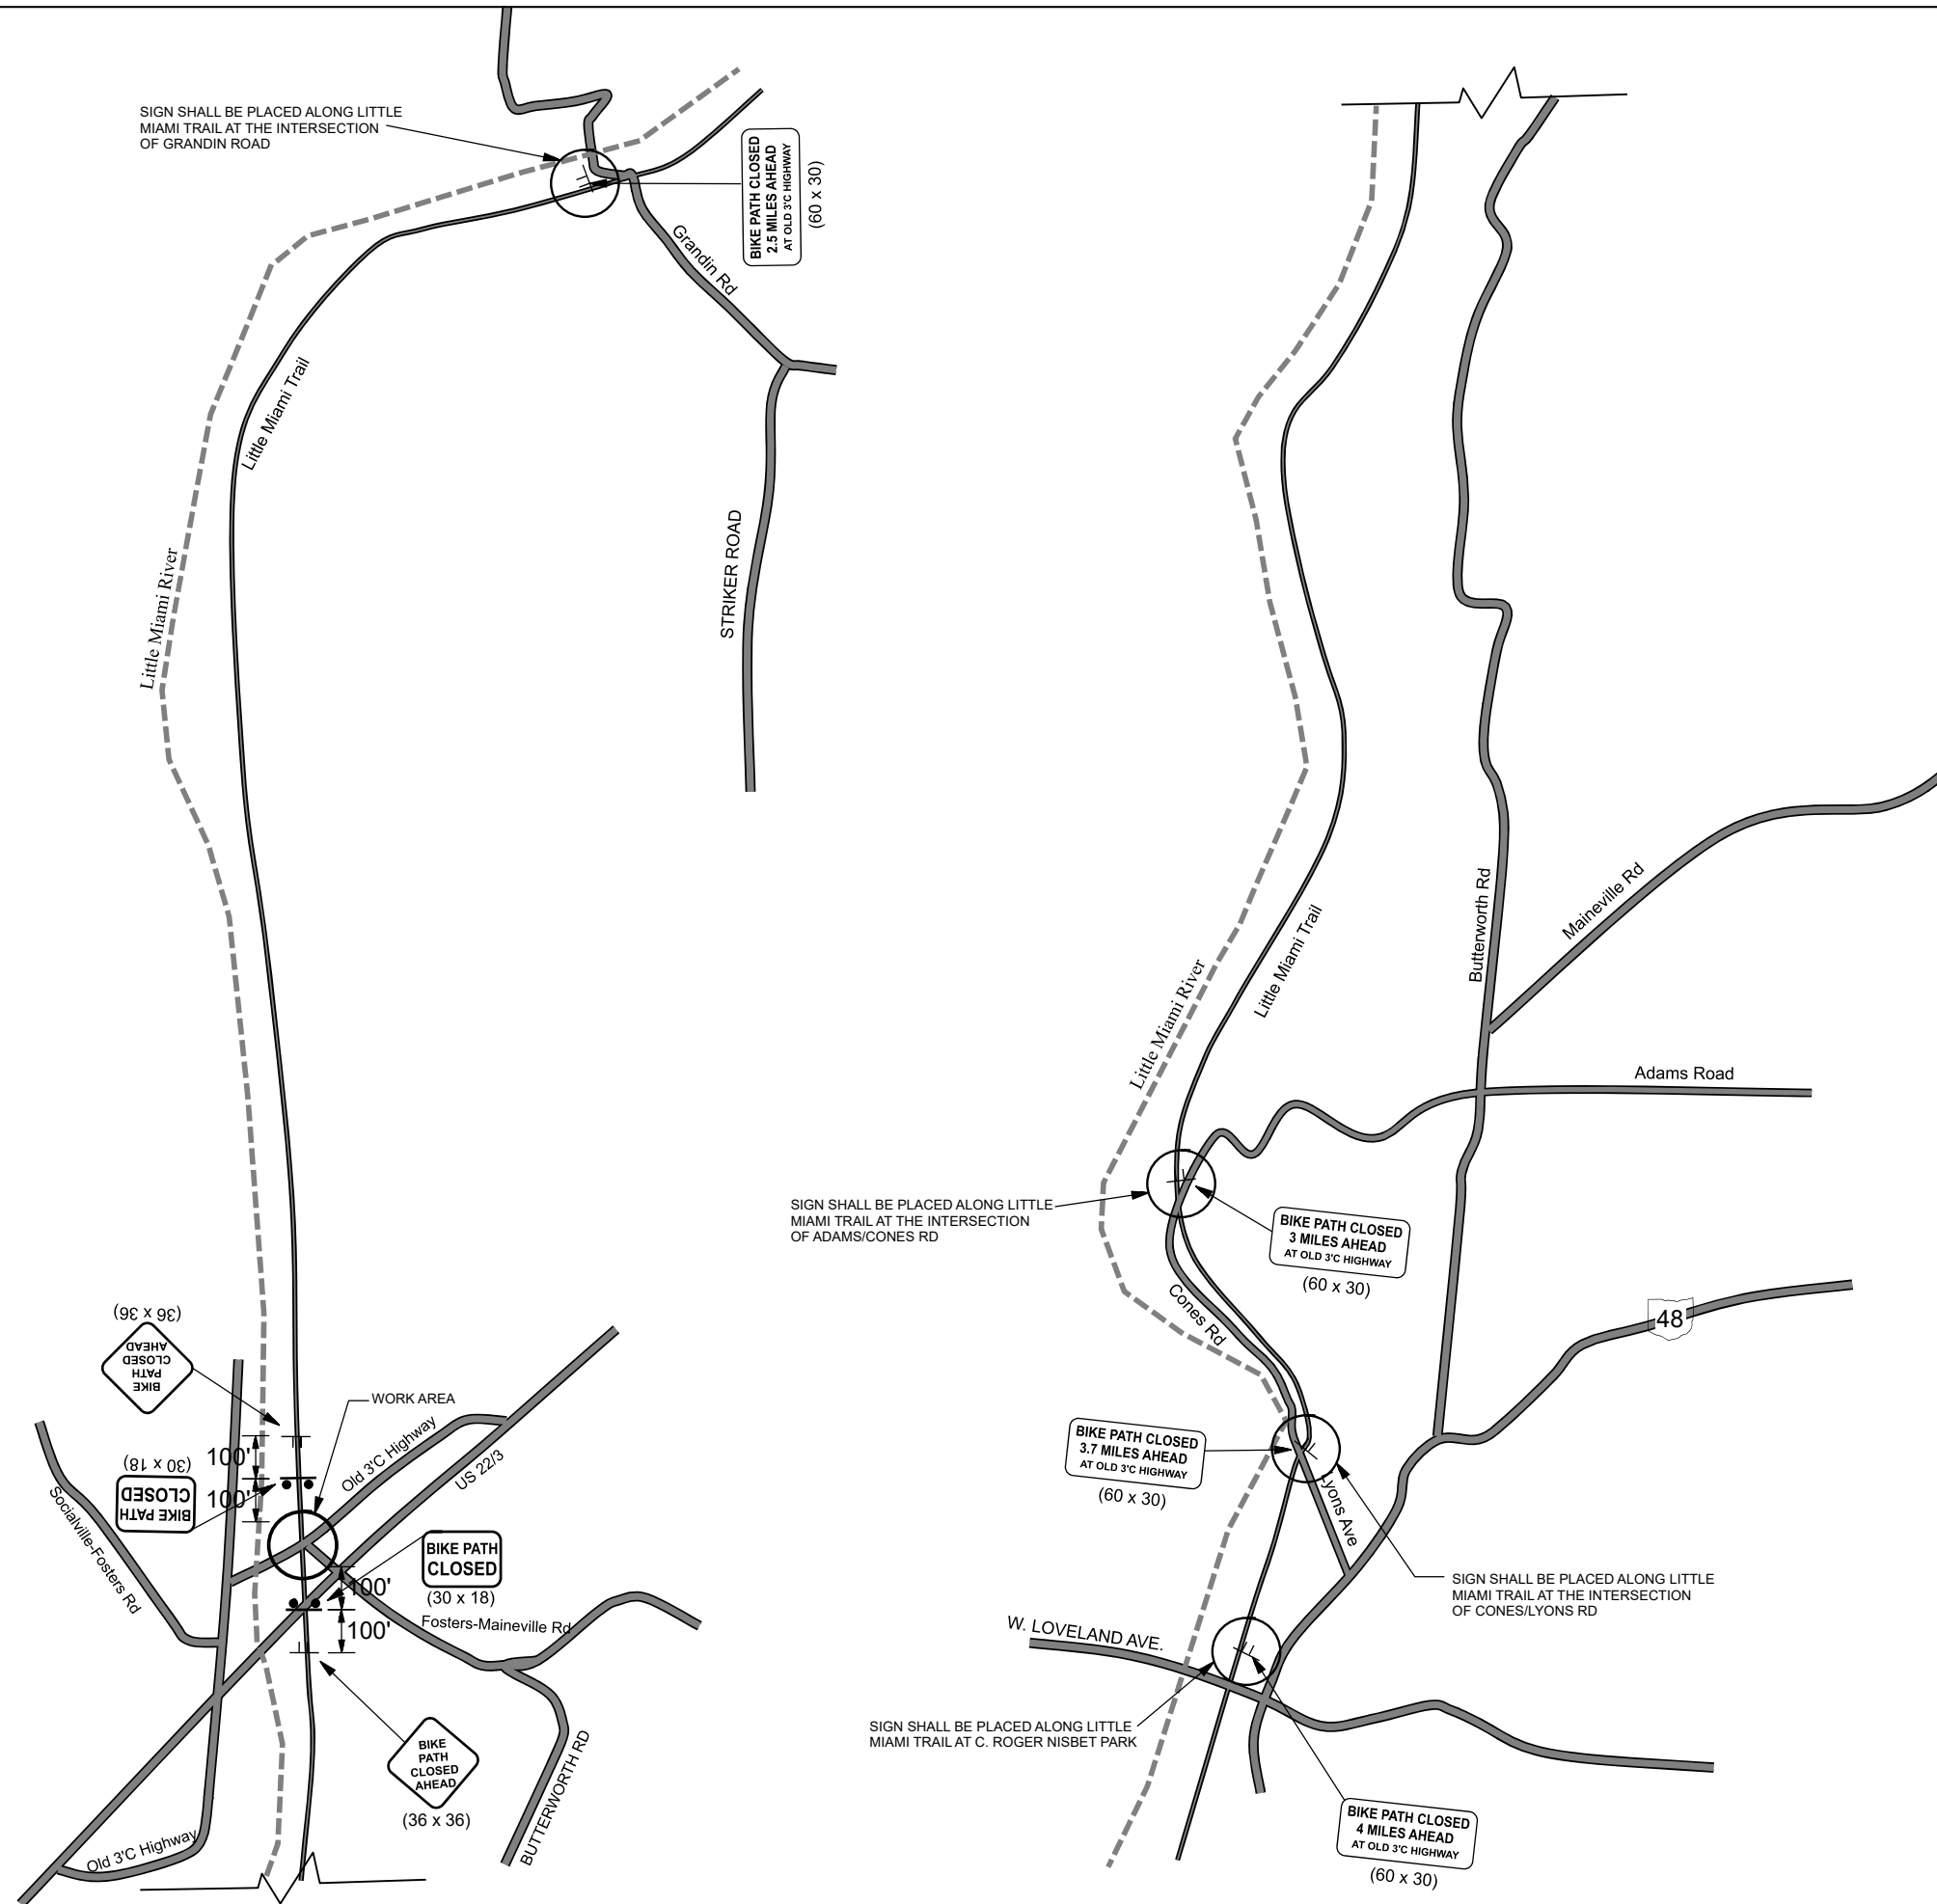 SIGN SHALL BE PLACED ALONG LITTLE
MIAMI TRAIL AT THE INTERSECTION
OF GRANDIN ROAD
BIKE PATH CLOSED
2.5 MILES AHEAD
AT OLD 3'C HIGHWAY
(60 x 30)
Grandin Rd
Little Miami Trail
STRIKER ROAD
Little Miami River
(36 x 36)
BIKE
PATH
CLOSED
AHEAD
WORK AREA
100'
(30 x 18)
BIKE PATH
CLOSED
100'
Old 3'C Highway
US 22/3
Socialville-Fosters Rd
BIKE PATH
CLOSED
(30 x 18)
100'
Fosters-Maineville Rd
100'
BIKE
PATH
CLOSED
AHEAD
(36 x 36)
BUTTERWORTH RD
Old 3'C Highway
Butterworth Rd
Maineville Rd
Little Miami Trail
Little Miami River
Adams Road
SIGN SHALL BE PLACED ALONG LITTLE
MIAMI TRAIL AT THE INTERSECTION
OF ADAMS/CONES RD
BIKE PATH CLOSED
3 MILES AHEAD
AT OLD 3'C HIGHWAY
(60 x 30)
Cones Rd
48
BIKE PATH CLOSED
3.7 MILES AHEAD
AT OLD 3'C HIGHWAY
(60 x 30)
Lyons Ave
SIGN SHALL BE PLACED ALONG LITTLE
MIAMI TRAIL AT THE INTERSECTION
OF CONES/LYONS RD
W. LOVELAND AVE.
SIGN SHALL BE PLACED ALONG LITTLE
MIAMI TRAIL AT C. ROGER NISBET PARK
BIKE PATH CLOSED
4 MILES AHEAD
AT OLD 3'C HIGHWAY
(60 x 30)